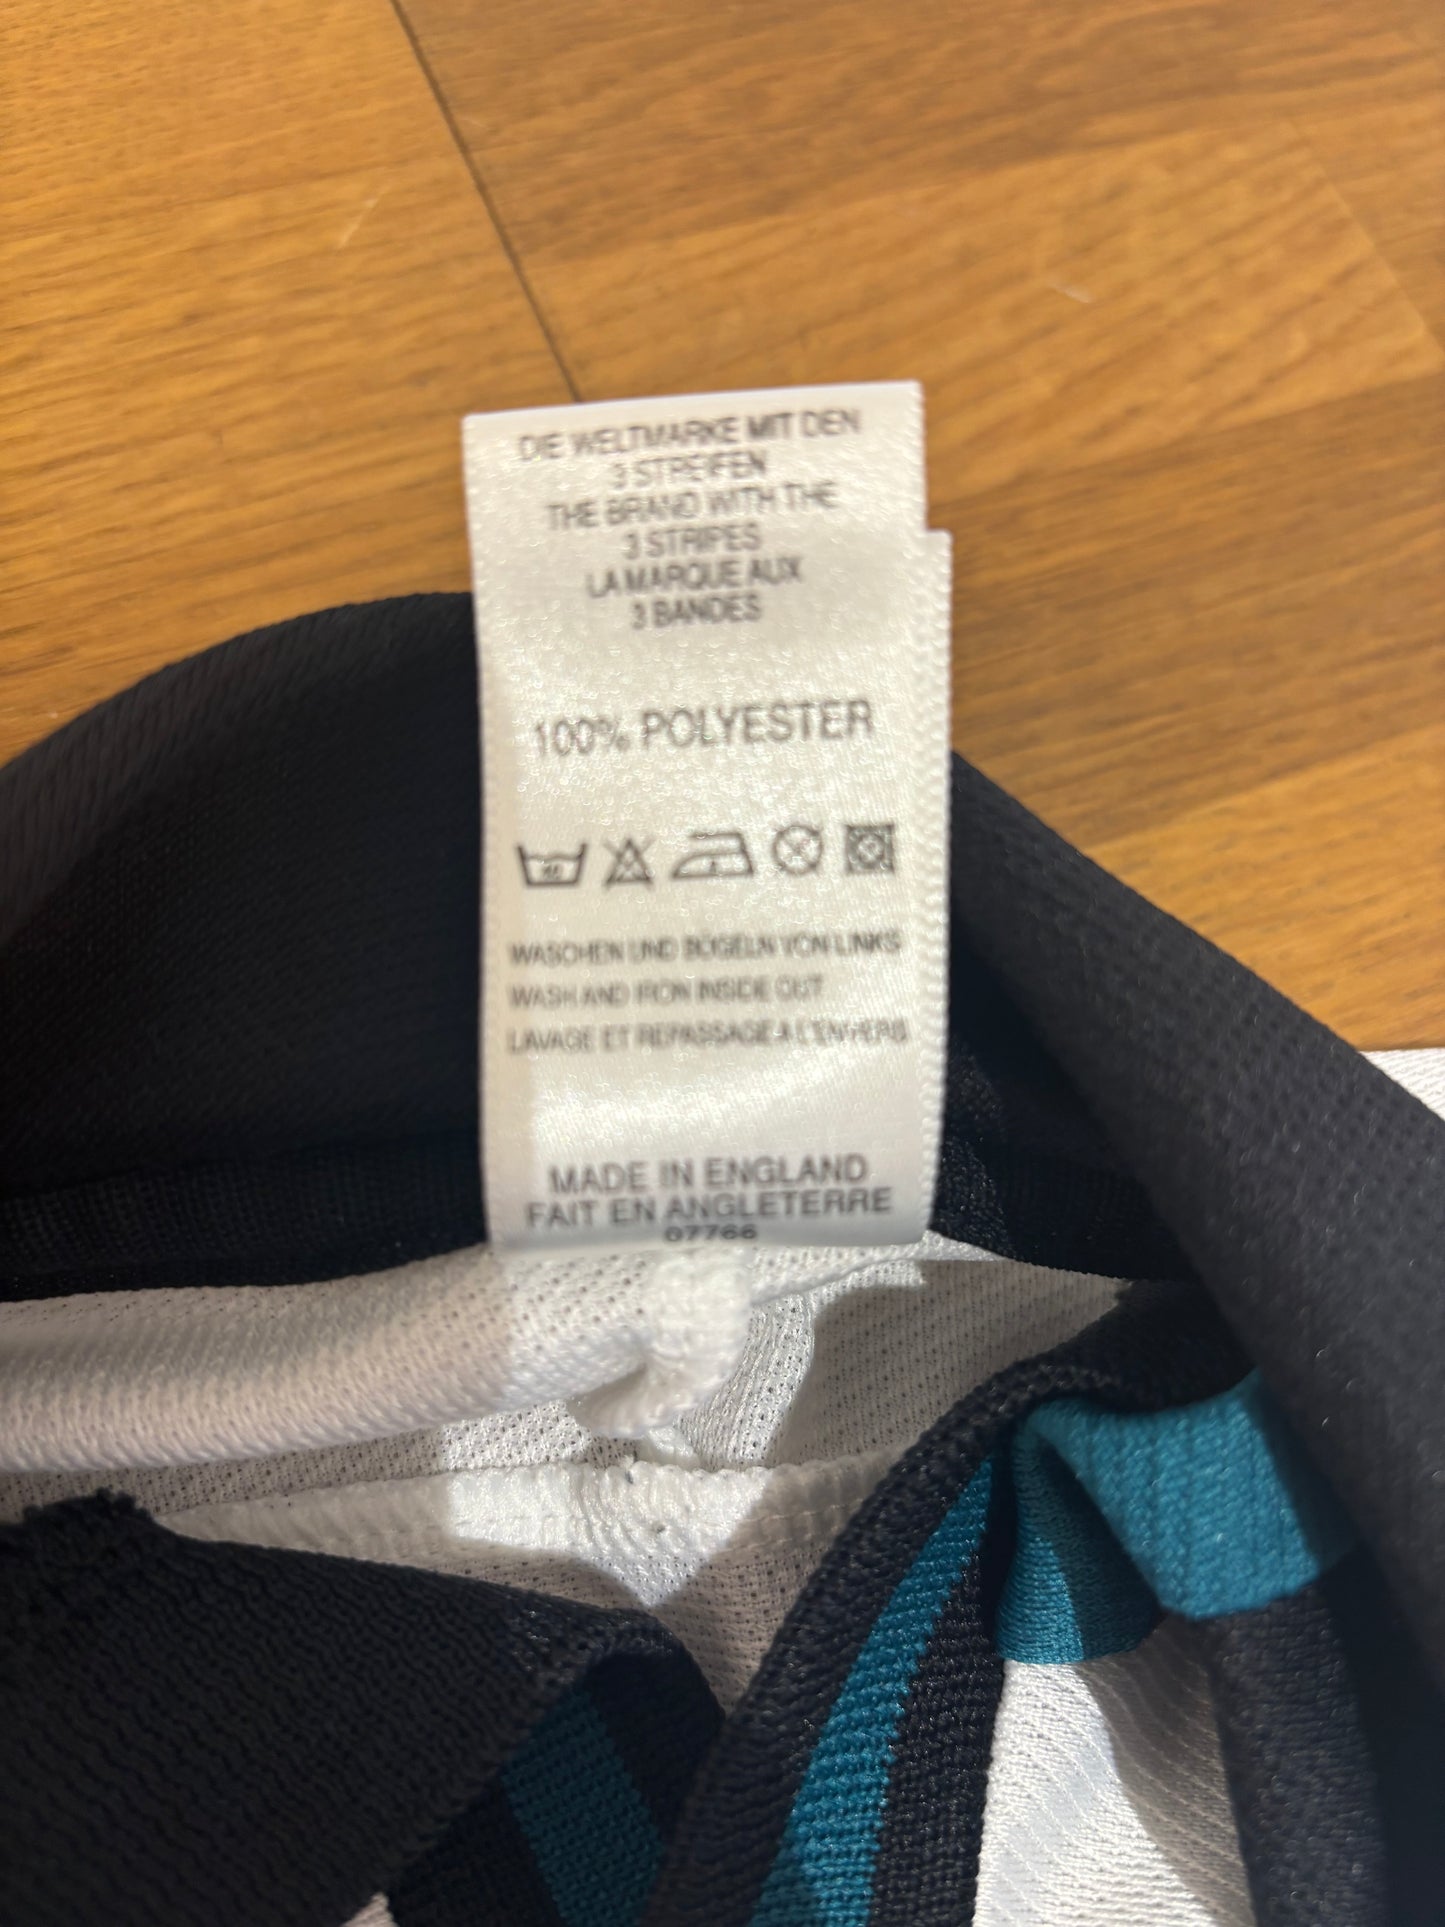 DIE WELTMARKE MIT DEN
3 STREIFEN
THE BRAND WITH THE
3 STRIPES
LA MARQUE AUX
3 BANDES
100% POLYESTER
40
WASCHEN UND BÜGELN VON LINKS
WASH AND IRON INSIDE OUT
LAVAGE ET REPASSAGE A L'ENVERS
MADE IN ENGLAND
FAIT EN ANGLETERRE
07766